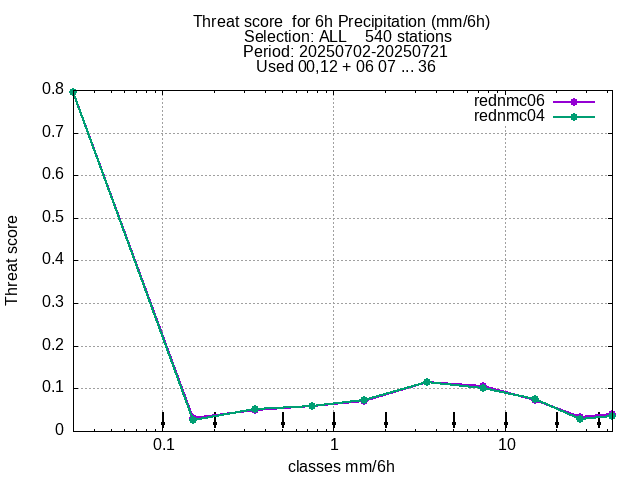 Threat score  for 6h Precipitation (mm/6h)
Selection: ALL    540 stations
Period: 20250702-20250721
Used 00,12 + 06 07 ... 36
rednmc06
rednmc04
0.8
0.7
0.6
0.5
0.4
0.3
0.2
0.1
0
Threat score
0.1 1 10
classes mm/6h